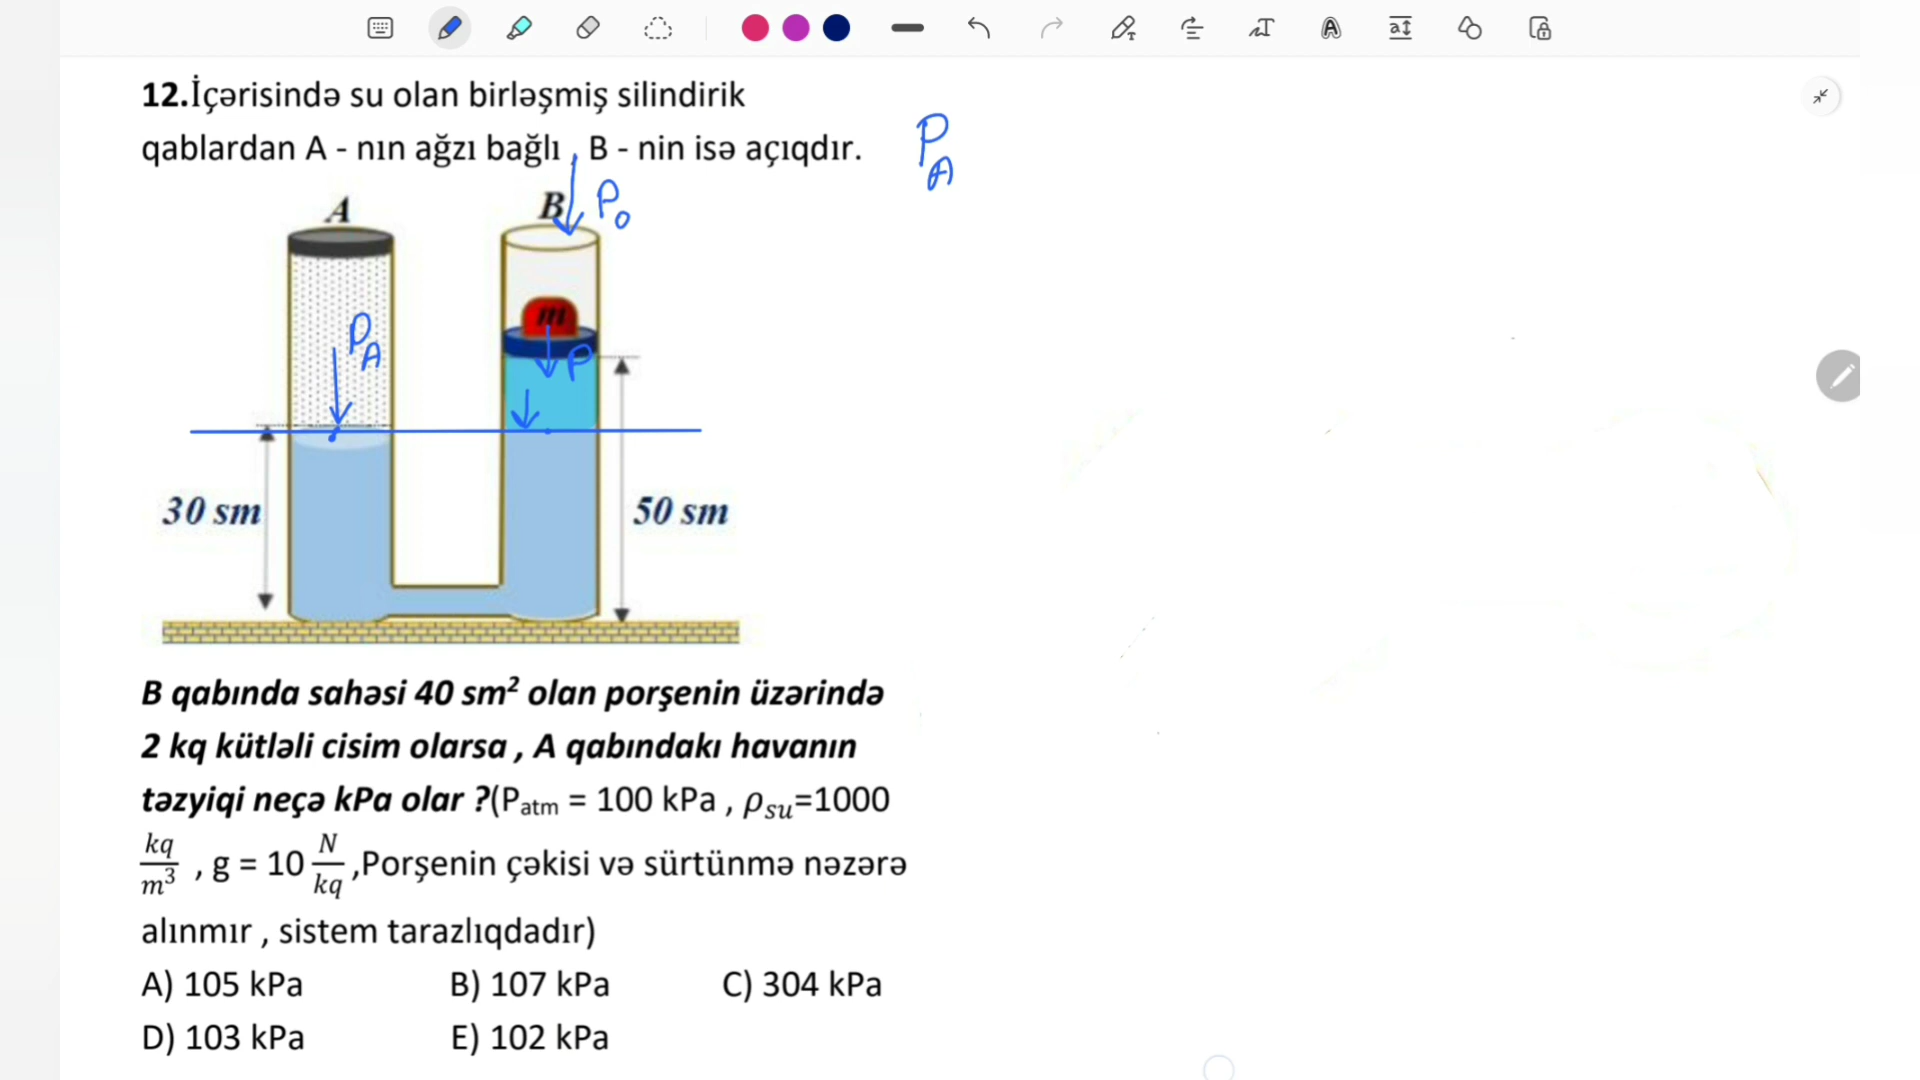 12.İçərisində su olan birləşmiş silindirik
qablardan A - nın ağzı bağlı , B - nin isə açıqdır.
P
A
A
B
P₀
m
P
A
P
30 sm
50 sm
B qabında sahəsi 40 sm² olan porşenin üzərində
2 kq kütləli cisim olarsa , A qabındakı havanın
təzyiqi neçə kPa olar ?(Pₐₜₘ = 100 kPa , ρsu=1000
kq/m³ , g = 10 N/kq ,Porşenin çəkisi və sürtünmə nəzərə
alınmır , sistem tarazlıqdadır)
A) 105 kPa B) 107 kPa C) 304 kPa
D) 103 kPa E) 102 kPa